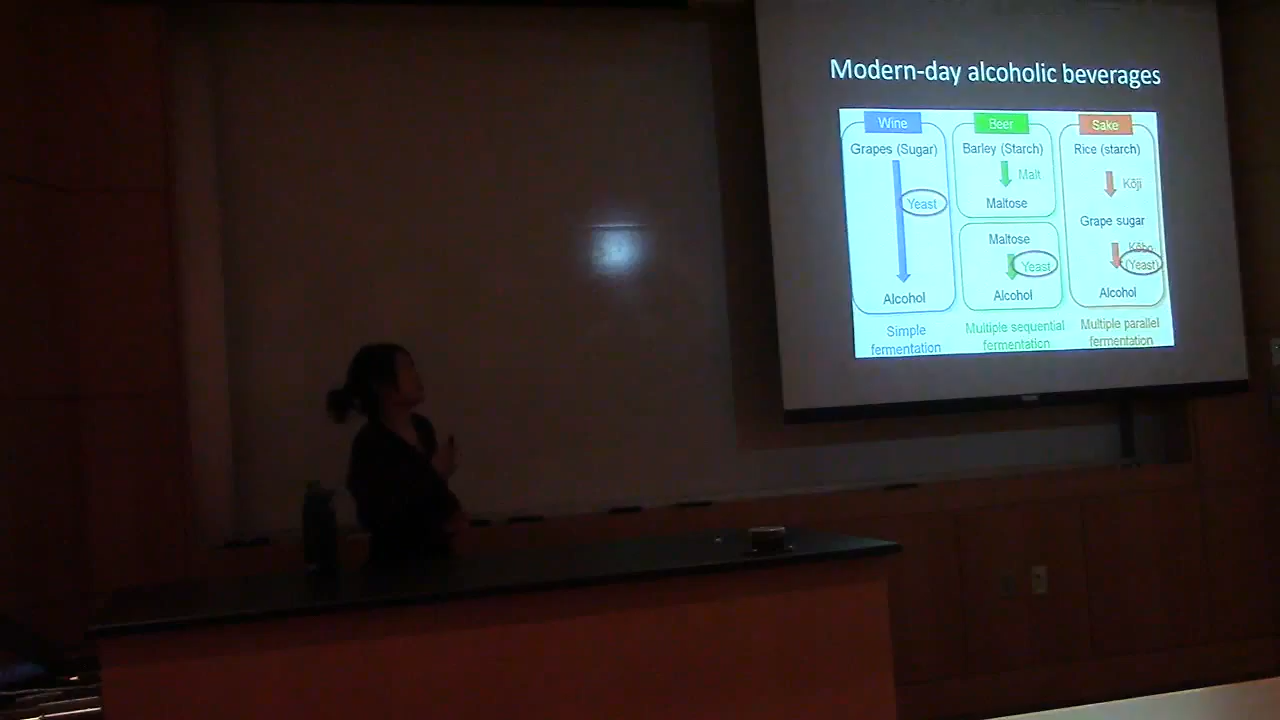 Modern-day alcoholic beverages
Wine
Grapes (Sugar)
Yeast
Alcohol
Simple
fermentation
Beer
Barley (Starch)
Malt
Maltose
Maltose
Yeast
Alcohol
Multiple sequential
fermentation
Sake
Rice (starch)
Kōji
Grape sugar
Kōbo
(Yeast)
Alcohol
Multiple parallel
fermentation